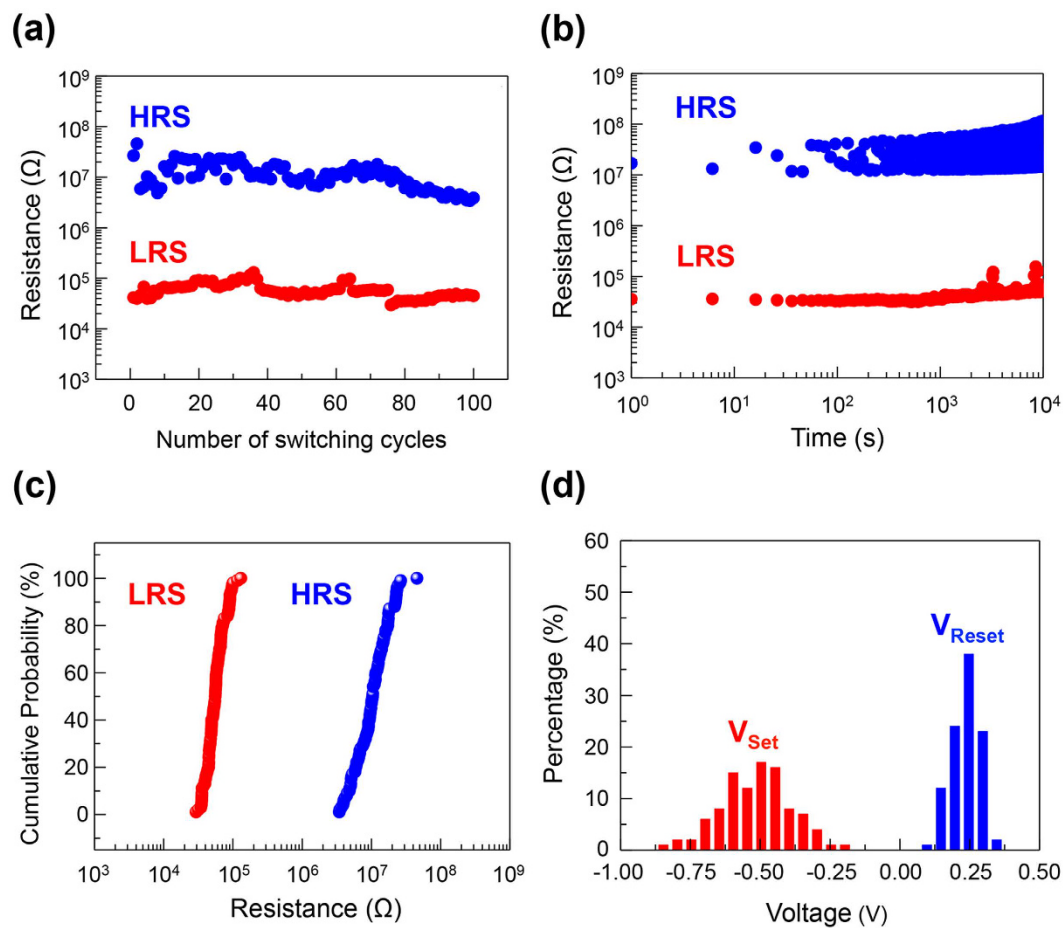 (a)
Resistance (Ω)
10⁹
10⁸
10⁷
10⁶
10⁵
10⁴
10³
HRS
LRS
0 20 40 60 80 100
Number of switching cycles
(b)
Resistance (Ω)
10⁹
10⁸
10⁷
10⁶
10⁵
10⁴
10³
HRS
LRS
10⁰ 10¹ 10² 10³ 10⁴
Time (s)
(c)
Cumulative Probability (%)
100
80
60
40
20
0
LRS HRS
10³ 10⁴ 10⁵ 10⁶ 10⁷ 10⁸ 10⁹
Resistance (Ω)
(d)
Percentage (%)
60
50
40
30
20
10
0
V_Reset
V_Set
-1.00 -0.75 -0.50 -0.25 0.00 0.25 0.50
Voltage (V)